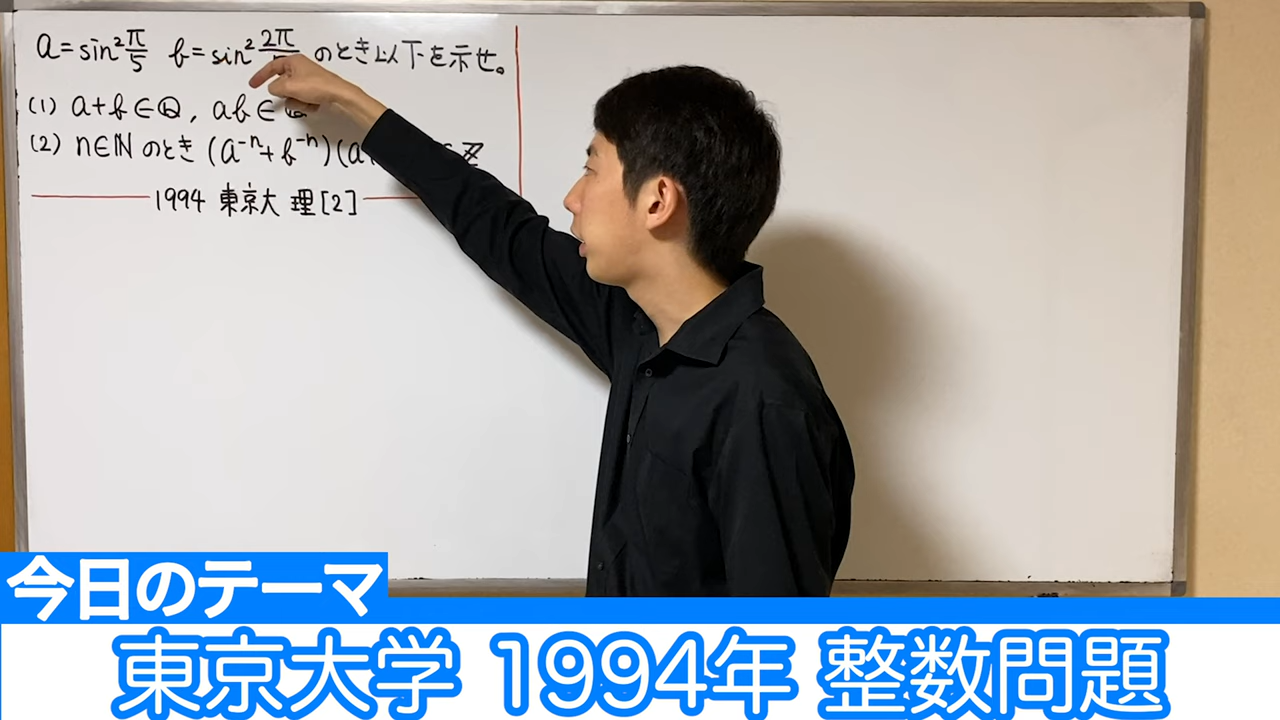 a=sin²π/5 b=sin²2π/ のとき以下を示せ。
(1) a+b∈ℚ, ab∈
(2) n∈ℕのとき(a⁻ⁿ+b⁻ⁿ)(a ∈ℤ
1994 東京大 理[2]
今日のテーマ
東京大学 1994年 整数問題